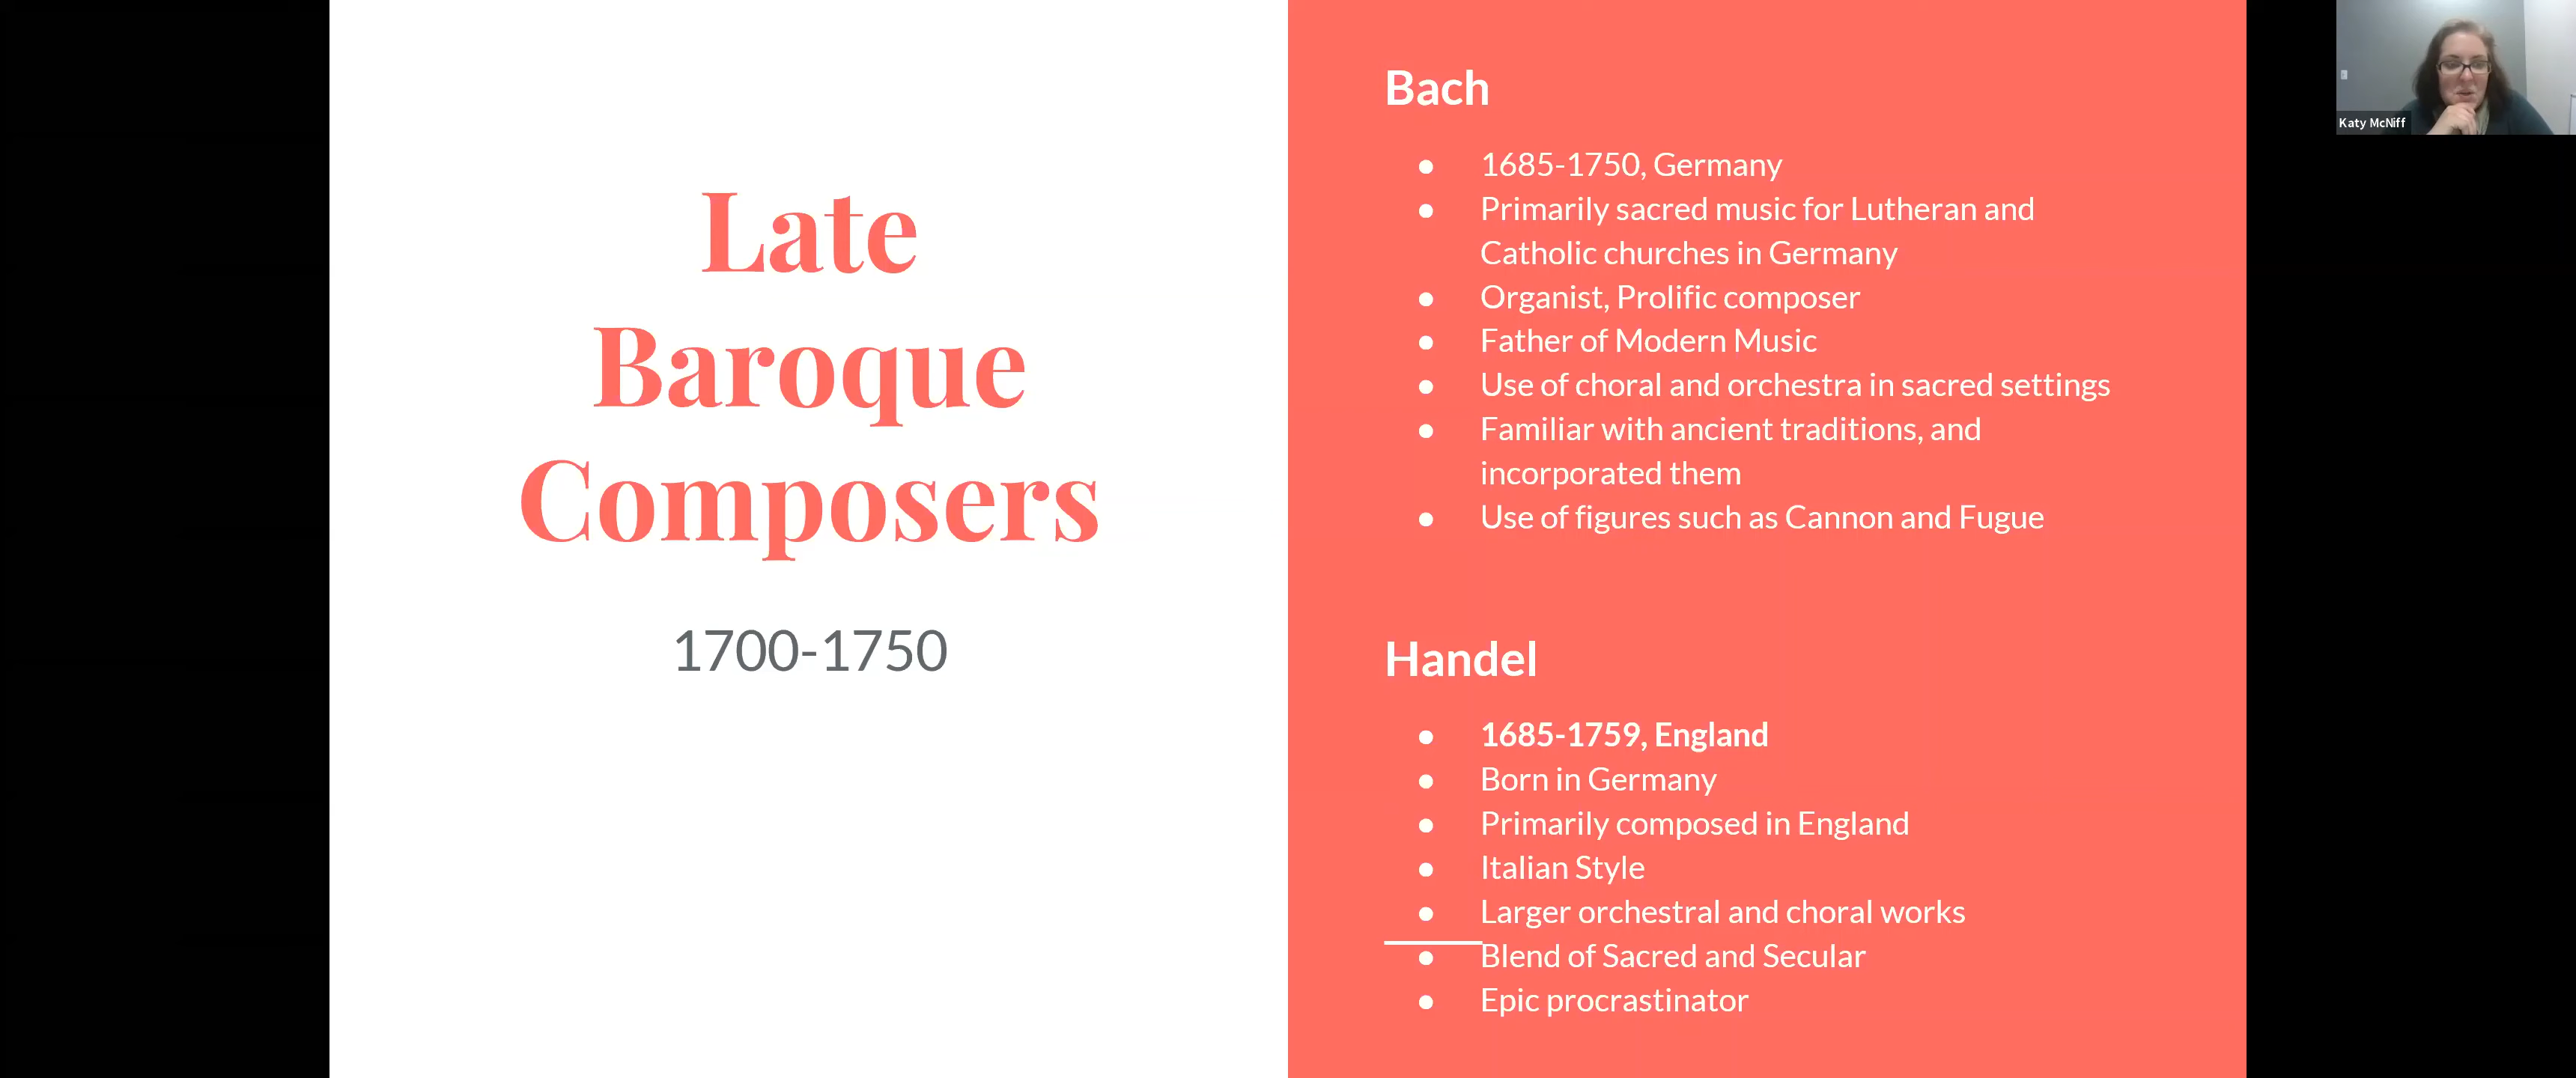 Late
Baroque
Composers
1700-1750
Bach
● 1685-1750, Germany
● Primarily sacred music for Lutheran and
Catholic churches in Germany
● Organist, Prolific composer
● Father of Modern Music
● Use of choral and orchestra in sacred settings
● Familiar with ancient traditions, and
incorporated them
● Use of figures such as Cannon and Fugue
Handel
● 1685-1759, England
● Born in Germany
● Primarily composed in England
● Italian Style
● Larger orchestral and choral works
● Blend of Sacred and Secular
● Epic procrastinator
Katy McNiff